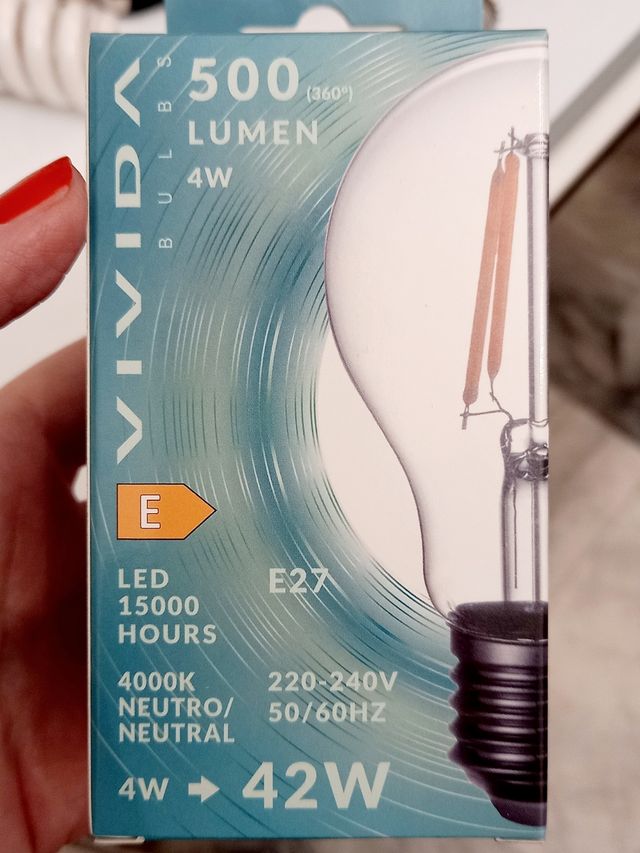 VIVIDA
BULBS
500 (360°)
LUMEN
4W
E
LED
15000
HOURS
E27
4000K
NEUTRO/
NEUTRAL
220-240V
50/60HZ
4W ➔ 42W